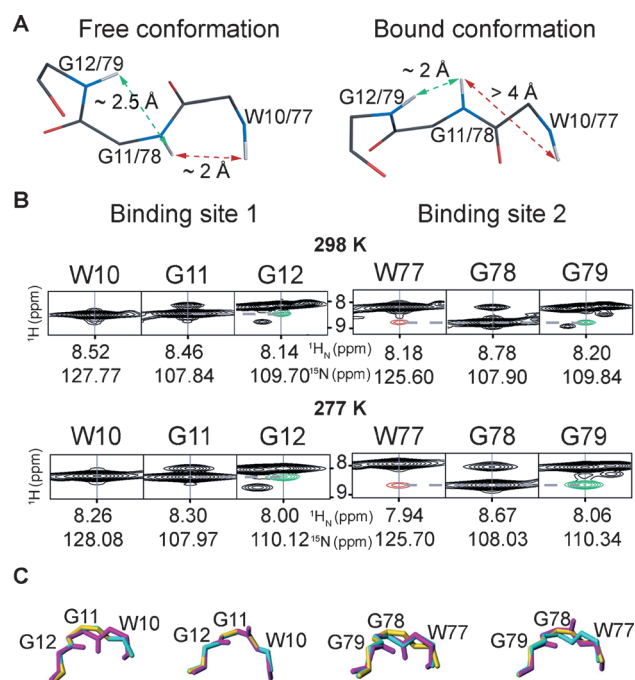 A
Free conformation
Bound conformation
G12/79
~ 2.5 Å
W10/77
G11/78
~ 2 Å
~ 2 Å
G12/79
> 4 Å
W10/77
G11/78
B
Binding site 1
Binding site 2
298 K
W10 G11 G12 W77 G78 G79
¹H (ppm)
8
9
8.52 8.46 8.14 ¹H_N (ppm) 8.18 8.78 8.20
127.77 107.84 109.70 ¹⁵N (ppm) 125.60 107.90 109.84
277 K
W10 G11 G12 W77 G78 G79
¹H (ppm)
8
9
8.26 8.30 8.00 ¹H_N (ppm) 7.94 8.67 8.06
128.08 107.97 110.12 ¹⁵N (ppm) 125.70 108.03 110.34
C
G11 W10 G12
G11 G12 W10
G78 W77 G79
G78 W77 G79